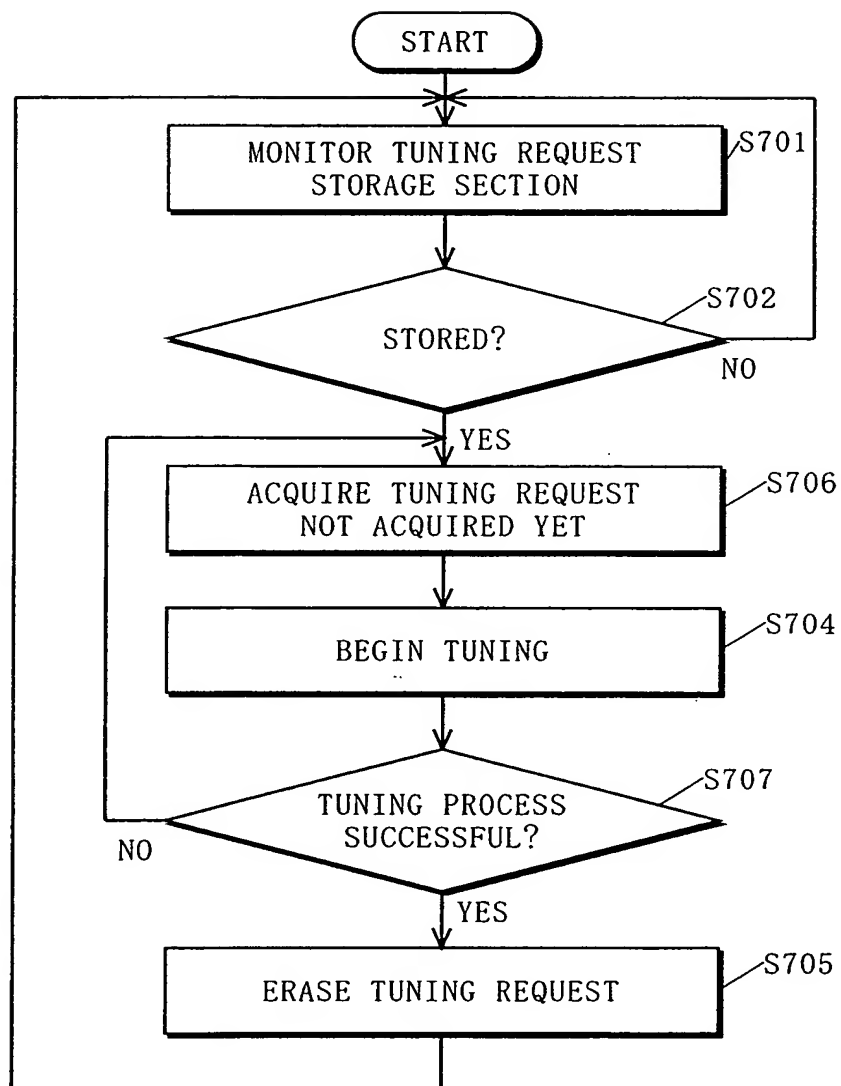 START
MONITOR TUNING REQUEST
STORAGE SECTION
S701
STORED?
S702
NO
YES
ACQUIRE TUNING REQUEST
NOT ACQUIRED YET
S706
BEGIN TUNING
S704
TUNING PROCESS
SUCCESSFUL?
S707
NO
YES
ERASE TUNING REQUEST
S705